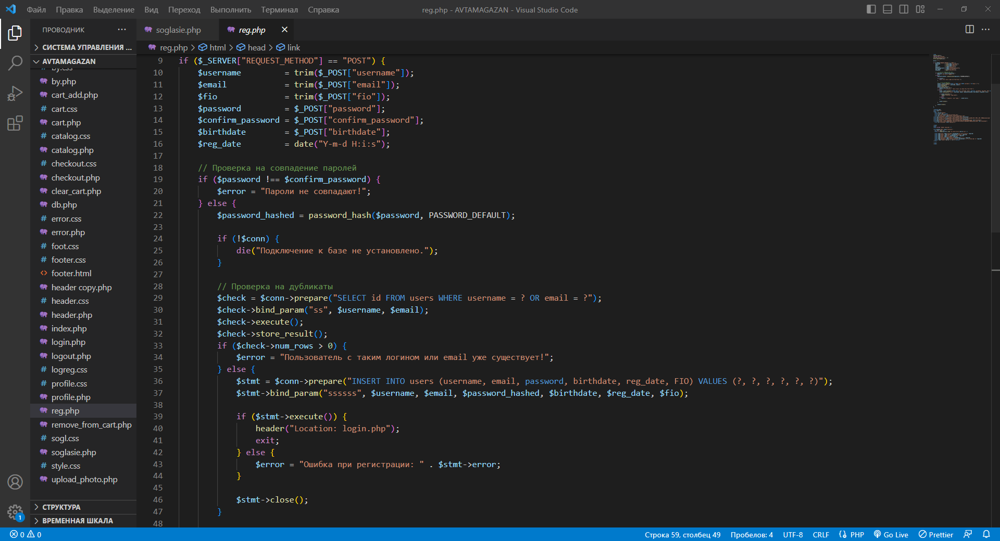 Файл Правка Выделение Вид Переход Выполнить Терминал Справка
reg.php - AVTAMAGAZAN - Visual Studio Code
ПРОВОДНИК
СИСТЕМА УПРАВЛЕНИЯ ...
AVTAMAGAZAN
by.css
by.php
cart_add.php
cart.css
cart.php
catalog.css
catalog.php
checkout.css
checkout.php
clear_cart.php
db.php
error.css
error.php
foot.css
footer.css
footer.html
header copy.php
header.css
header.php
index.php
login.php
logout.php
logreg.css
profile.css
profile.php
reg.php
remove_from_cart.php
sogl.css
soglasie.php
style.css
upload_photo.php
СТРУКТУРА
ВРЕМЕННАЯ ШКАЛА
1
soglasie.php
reg.php
reg.php > html > head > link
9 if ($_SERVER["REQUEST_METHOD"] == "POST") {
10     $username         = trim($_POST["username"]);
11     $email            = trim($_POST["email"]);
12     $fio              = trim($_POST["fio"]);
13     $password         = $_POST["password"];
14     $confirm_password = $_POST["confirm_password"];
15     $birthdate        = $_POST["birthdate"];
16     $reg_date         = date("Y-m-d H:i:s");
17
18     // Проверка на совпадение паролей
19     if ($password !== $confirm_password) {
20         $error = "Пароли не совпадают!";
21     } else {
22         $password_hashed = password_hash($password, PASSWORD_DEFAULT);
23
24         if (!$conn) {
25             die("Подключение к базе не установлено.");
26         }
27
28         // Проверка на дубликаты
29         $check = $conn->prepare("SELECT id FROM users WHERE username = ? OR email = ?");
30         $check->bind_param("ss", $username, $email);
31         $check->execute();
32         $check->store_result();
33         if ($check->num_rows > 0) {
34             $error = "Пользователь с таким логином или email уже существует!";
35         } else {
36             $stmt = $conn->prepare("INSERT INTO users (username, email, password, birthdate, reg_date, FIO) VALUES (?, ?, ?, ?, ?, ?)");
37             $stmt->bind_param("ssssss", $username, $email, $password_hashed, $birthdate, $reg_date, $fio);
38
39             if ($stmt->execute()) {
40                 header("Location: login.php");
41                 exit;
42             } else {
43                 $error = "Ошибка при регистрации: " . $stmt->error;
44             }
45
46             $stmt->close();
47         }
48
0 0
Строка 59, столбец 49 Пробелов: 4 UTF-8 CRLF PHP Go Live Prettier